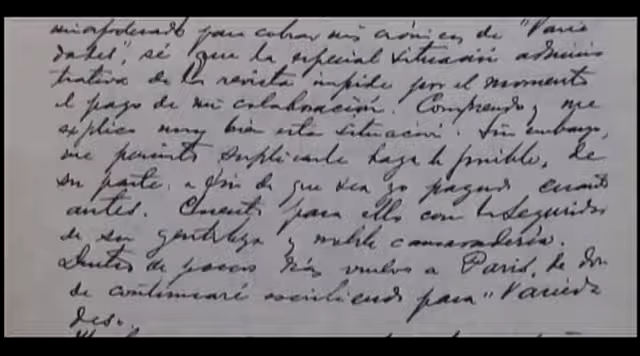 mi apoderado para cobrar mis crónicas de "Varie
dades", sé que la especial situación adminis
trativa de la revista impide por el momento
el pago de mi colaboración. Comprendo y me
explico muy bien esta situación. Sin embargo,
me permito suplicarle haga lo posible, de
su parte, a fin de que sea yo pagado cuanto
antes. Cuento para ello con la seguridad
de su gentileza y noble camaradería.
Dentro de pocos días vuelvo a París, de don
de continuaré escribiendo para "Varieda
des".